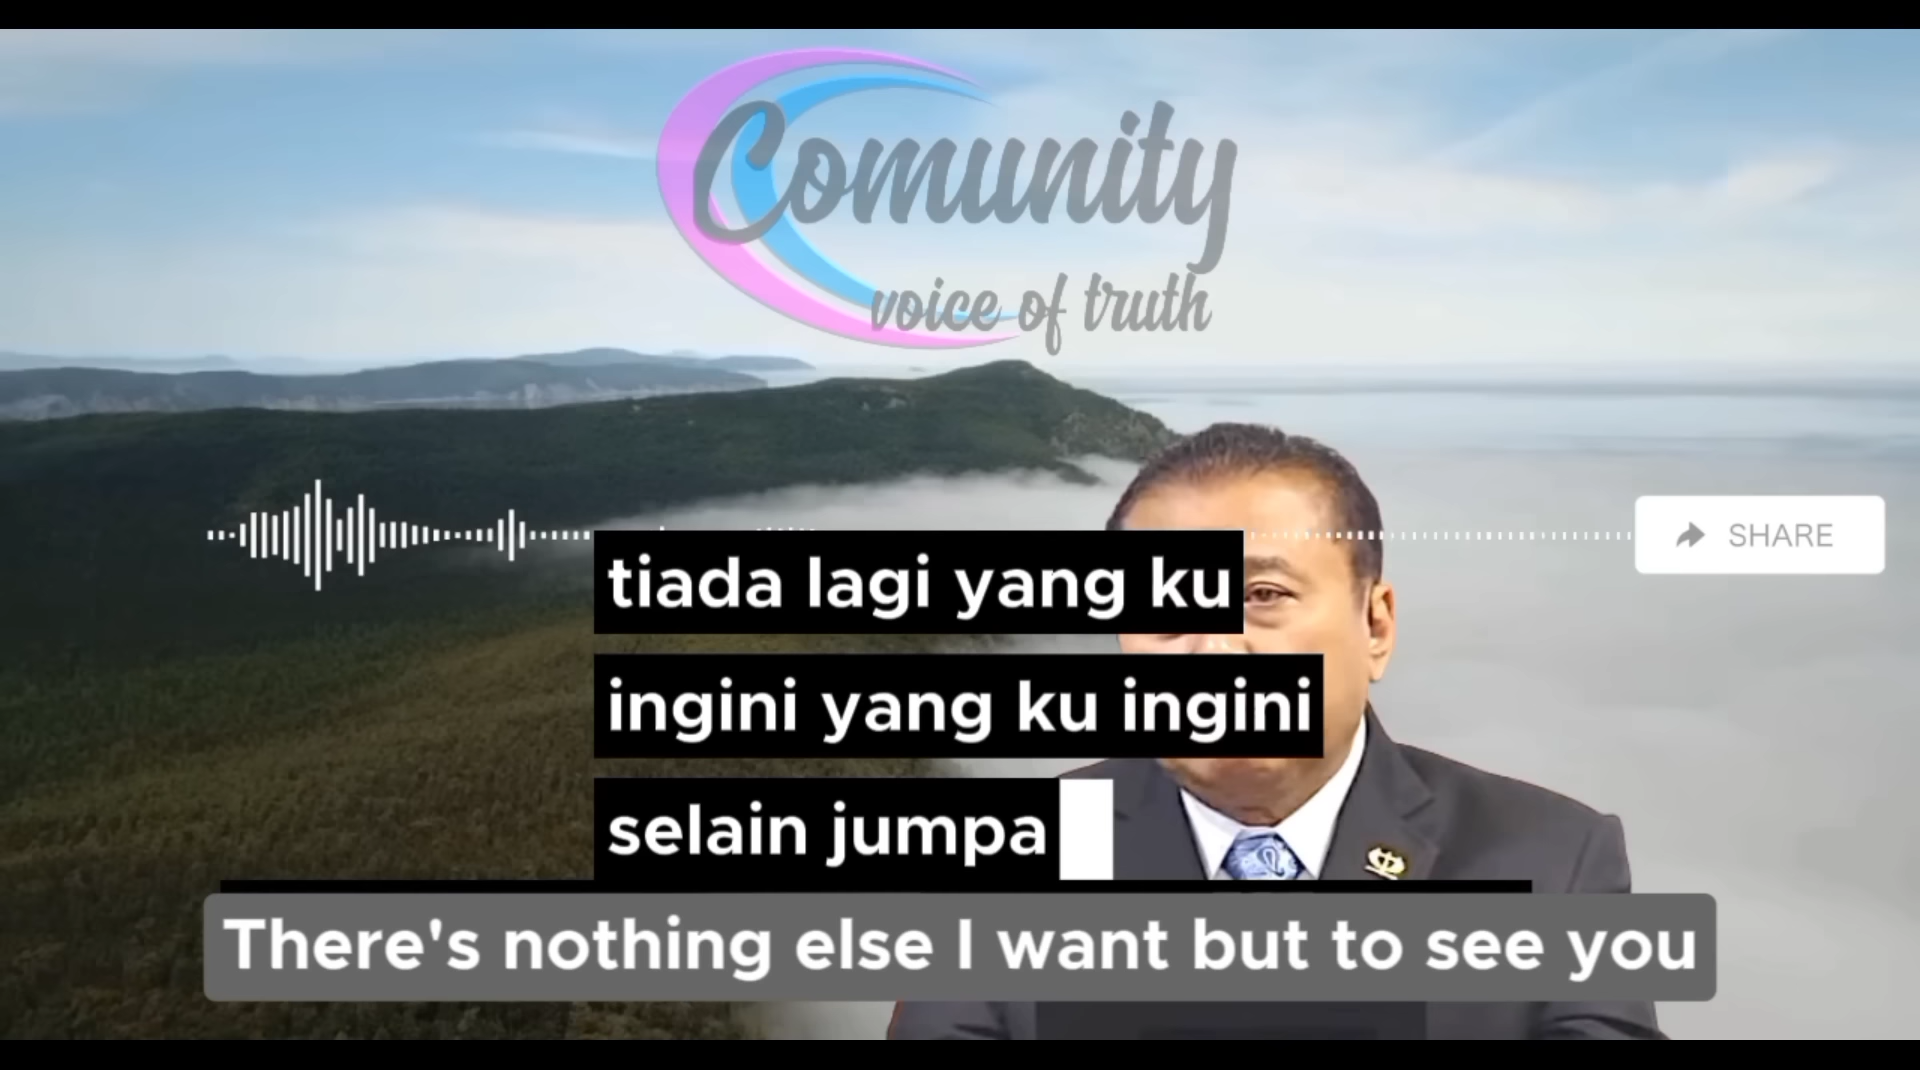 Comunity
voice of truth
SHARE
tiada lagi yang ku
ingini yang ku ingini
selain jumpa
There's nothing else I want but to see you